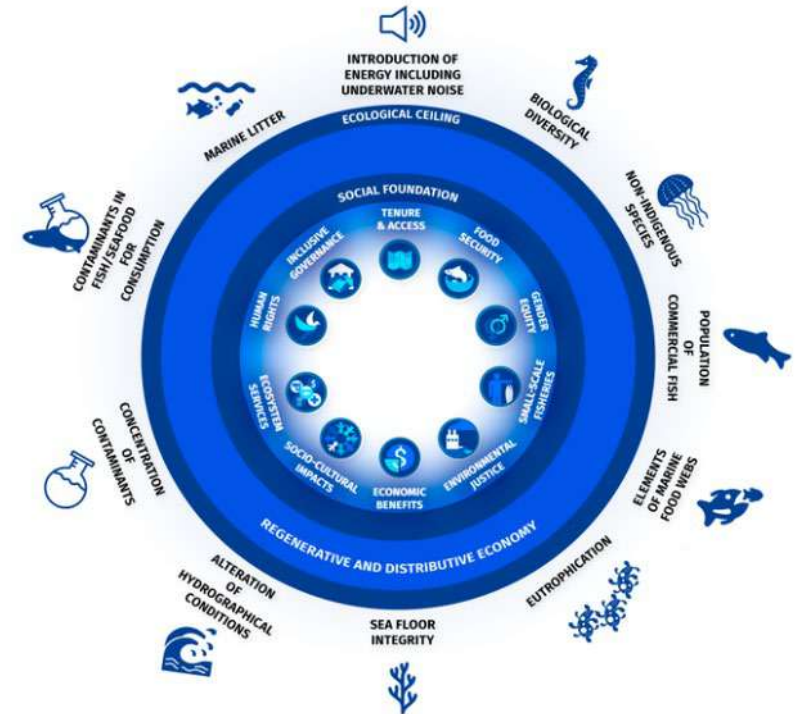 INTRODUCTION OF
ENERGY INCLUDING
UNDERWATER NOISE
BIOLOGICAL
DIVERSITY
NON-INDIGENOUS
SPECIES
POPULATION
OF
COMMERCIAL FISH
ELEMENTS
OF MARINE
FOOD WEBS
EUTROPHICATION
SEA FLOOR
INTEGRITY
ALTERATION
OF
HYDROGRAPHICAL
CONDITIONS
CONCENTRATION
OF
CONTAMINANTS
CONTAMINANTS IN
FISH/SEAFOOD
FOR
CONSUMPTION
MARINE LITTER
ECOLOGICAL CEILING
SOCIAL FOUNDATION
TENURE
& ACCESS
FOOD
SECURITY
GENDER
EQUITY
SMALL-SCALE
FISHERIES
ENVIRONMENTAL
JUSTICE
ECONOMIC
BENEFITS
SOCIO-CULTURAL
IMPACTS
ECOSYSTEM
SERVICES
HUMAN
RIGHTS
INCLUSIVE
GOVERNANCE
REGENERATIVE AND DISTRIBUTIVE ECONOMY